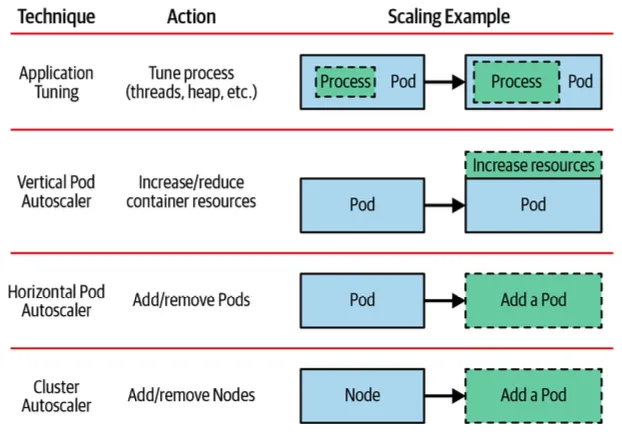 Technique Action Scaling Example
Application
Tuning
Tune process
(threads, heap, etc.)
Process Pod Process Pod
Vertical Pod
Autoscaler
Increase/reduce
container resources
Increase resources
Pod Pod
Horizontal Pod
Autoscaler
Add/remove Pods
Pod Add a Pod
Cluster
Autoscaler
Add/remove Nodes
Node Add a Pod